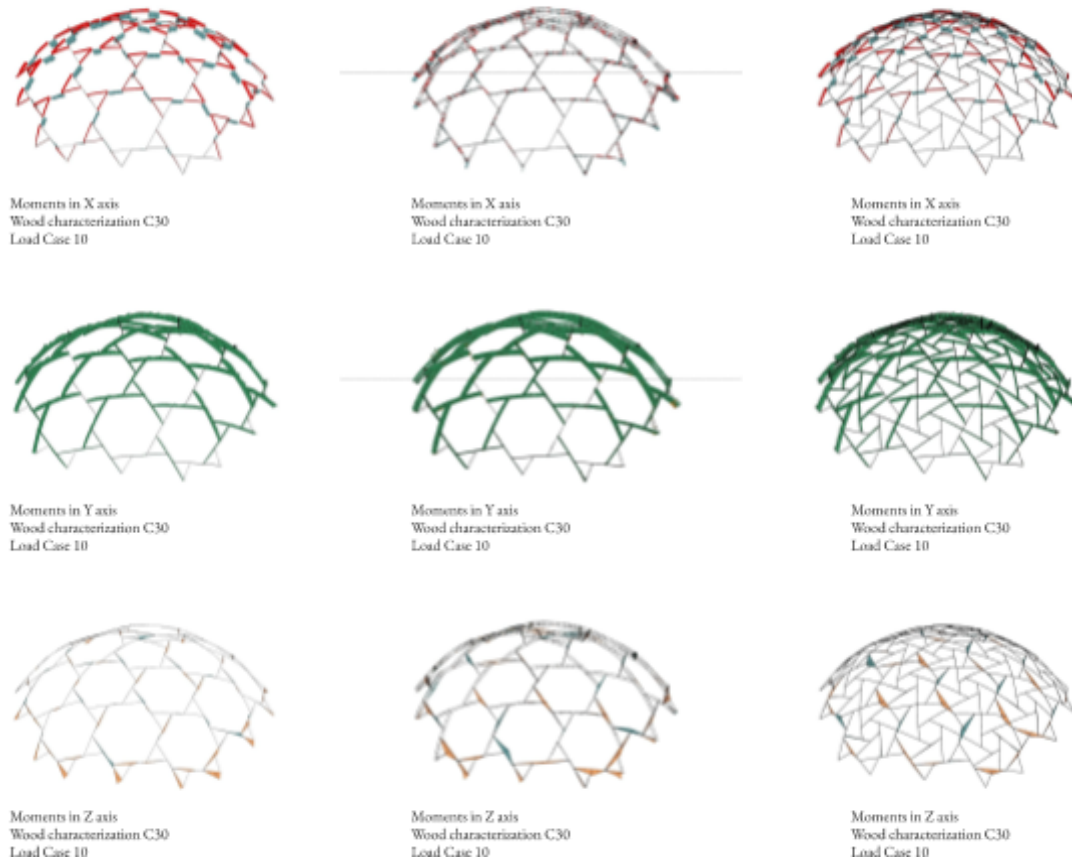 Moments in X axis
Wood characterization C30
Load Case 10
Moments in X axis
Wood characterization C30
Load Case 10
Moments in X axis
Wood characterization C30
Load Case 10
Moments in Y axis
Wood characterization C30
Load Case 10
Moments in Y axis
Wood characterization C30
Load Case 10
Moments in Y axis
Wood characterization C30
Load Case 10
Moments in Z axis
Wood characterization C30
Load Case 10
Moments in Z axis
Wood characterization C30
Load Case 10
Moments in Z axis
Wood characterization C30
Load Case 10